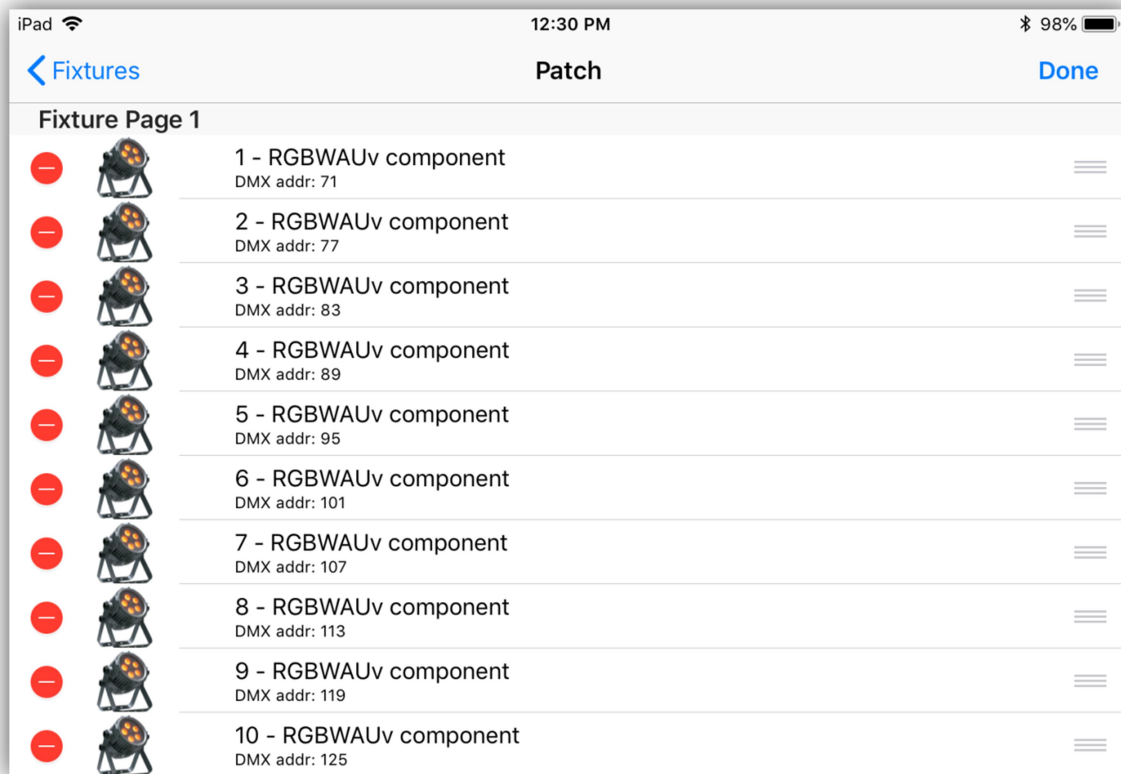 iPad 12:30 PM 98%
Fixtures Patch Done
Fixture Page 1
1 - RGBWAUv component
DMX addr: 71
2 - RGBWAUv component
DMX addr: 77
3 - RGBWAUv component
DMX addr: 83
4 - RGBWAUv component
DMX addr: 89
5 - RGBWAUv component
DMX addr: 95
6 - RGBWAUv component
DMX addr: 101
7 - RGBWAUv component
DMX addr: 107
8 - RGBWAUv component
DMX addr: 113
9 - RGBWAUv component
DMX addr: 119
10 - RGBWAUv component
DMX addr: 125